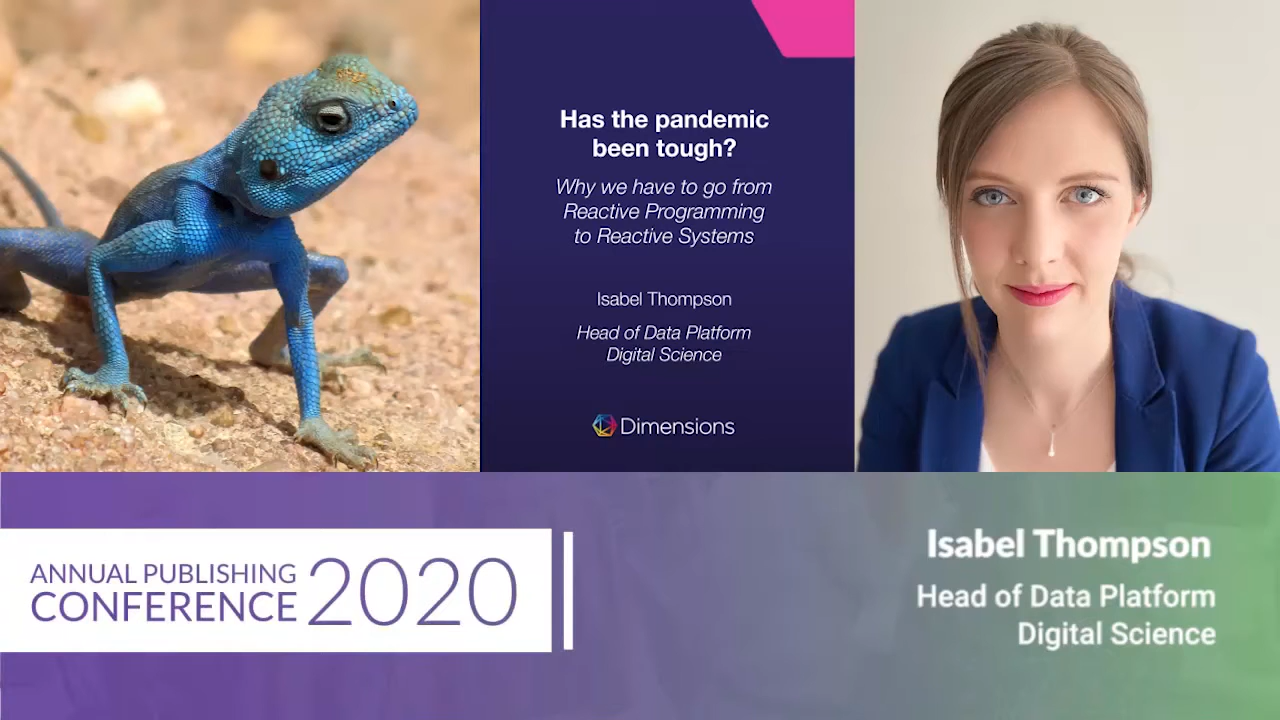 Has the pandemic
been tough?
Why we have to go from
Reactive Programming
to Reactive Systems
Isabel Thompson
Head of Data Platform
Digital Science
Dimensions
ANNUAL PUBLISHING
CONFERENCE 2020
Isabel Thompson
Head of Data Platform
Digital Science